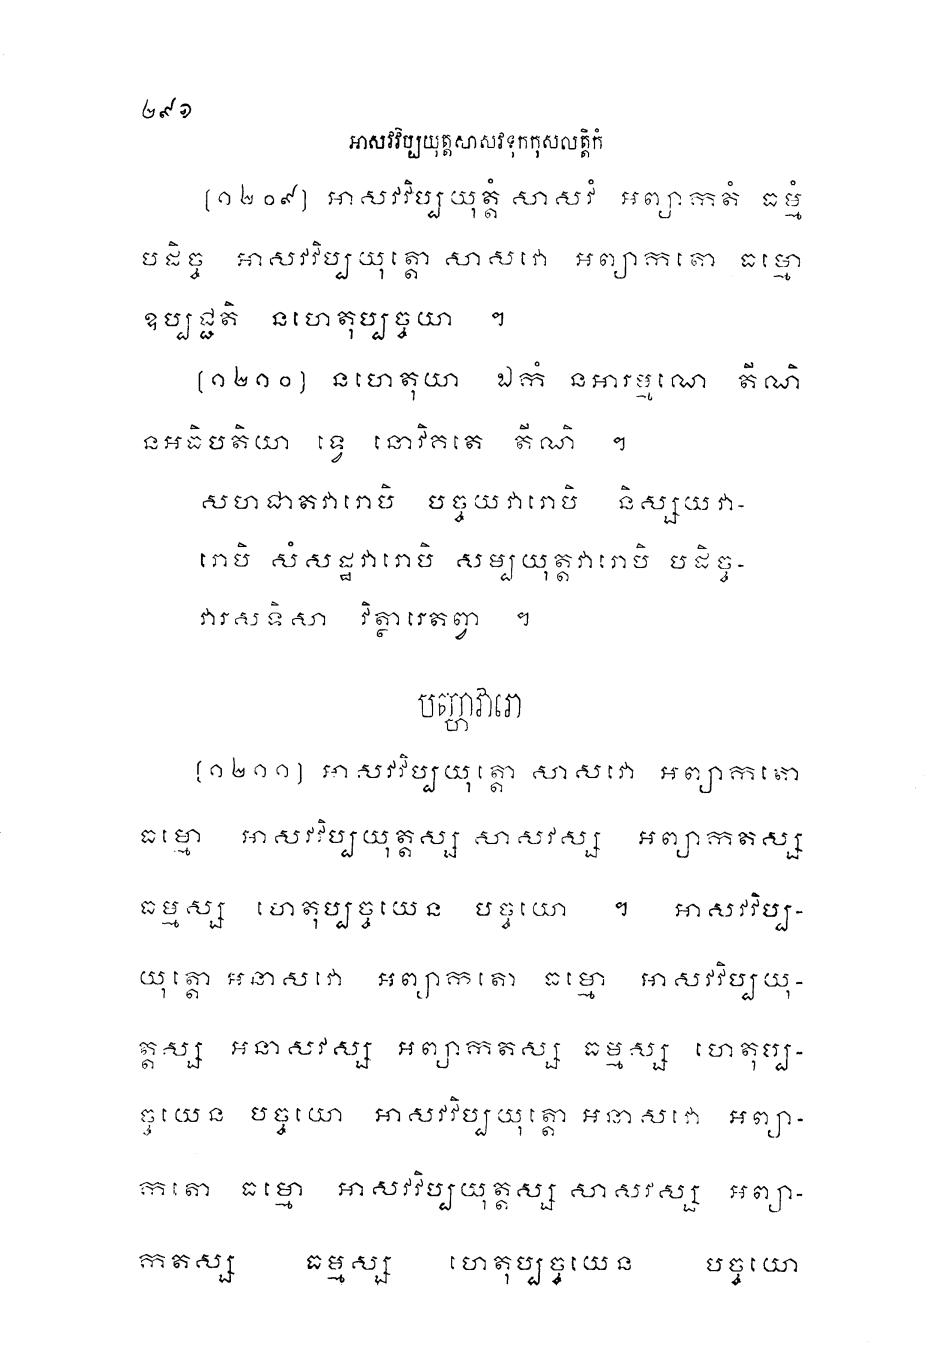 ២៩១
អាសវវិប្បយុត្តសាសវទុកកុសលត្តិកំ
[១២០៩] អាសវវិប្បយុត្តំ សាសវំ អព្យាកតំ ធម្មំ
បដិច្ច អាសវវិប្បយុត្តោ សាសវោ អព្យាកតោ ធម្មោ
ឧប្បជ្ជតិ នហេតុប្បច្ចយា ។
[១២១០] នហេតុយា ឯកំ នអារម្មណោ តីណិ
នអធិបតិយា ទ្វេ នោវិគតេ តីណិ ។
សហជាតវារោបិ បច្ចយវារោបិ និស្សយវា-
រោបិ សំសដ្ឋវារោបិ សម្បយុត្តវារោបិ បដិច្ច-
វារសទិសា វិត្ថារេតព្វា ។
បញ្ហាវារោ
[១២១១] អាសវវិប្បយុត្តោ សាសវោ អព្យាកតោ
ធម្មោ អាសវវិប្បយុត្តស្ស សាសវស្ស អព្យាកតស្ស
ធម្មស្ស ហេតុប្បច្ចយេន បច្ចយោ ។ អាសវវិប្ប-
យុត្តោ អនាសវោ អព្យាកតោ ធម្មោ អាសវវិប្បយុ-
ត្តស្ស អនាសវស្ស អព្យាកតស្ស ធម្មស្ស ហេតុប្ប-
ច្ចយេន បច្ចយោ អាសវវិប្បយុត្តោ អនាសវោ អព្យា-
កតោ ធម្មោ អាសវវិប្បយុត្តស្ស សាសវស្ស អព្យា-
កតស្ស ធម្មស្ស ហេតុប្បច្ចយេន បច្ចយោ